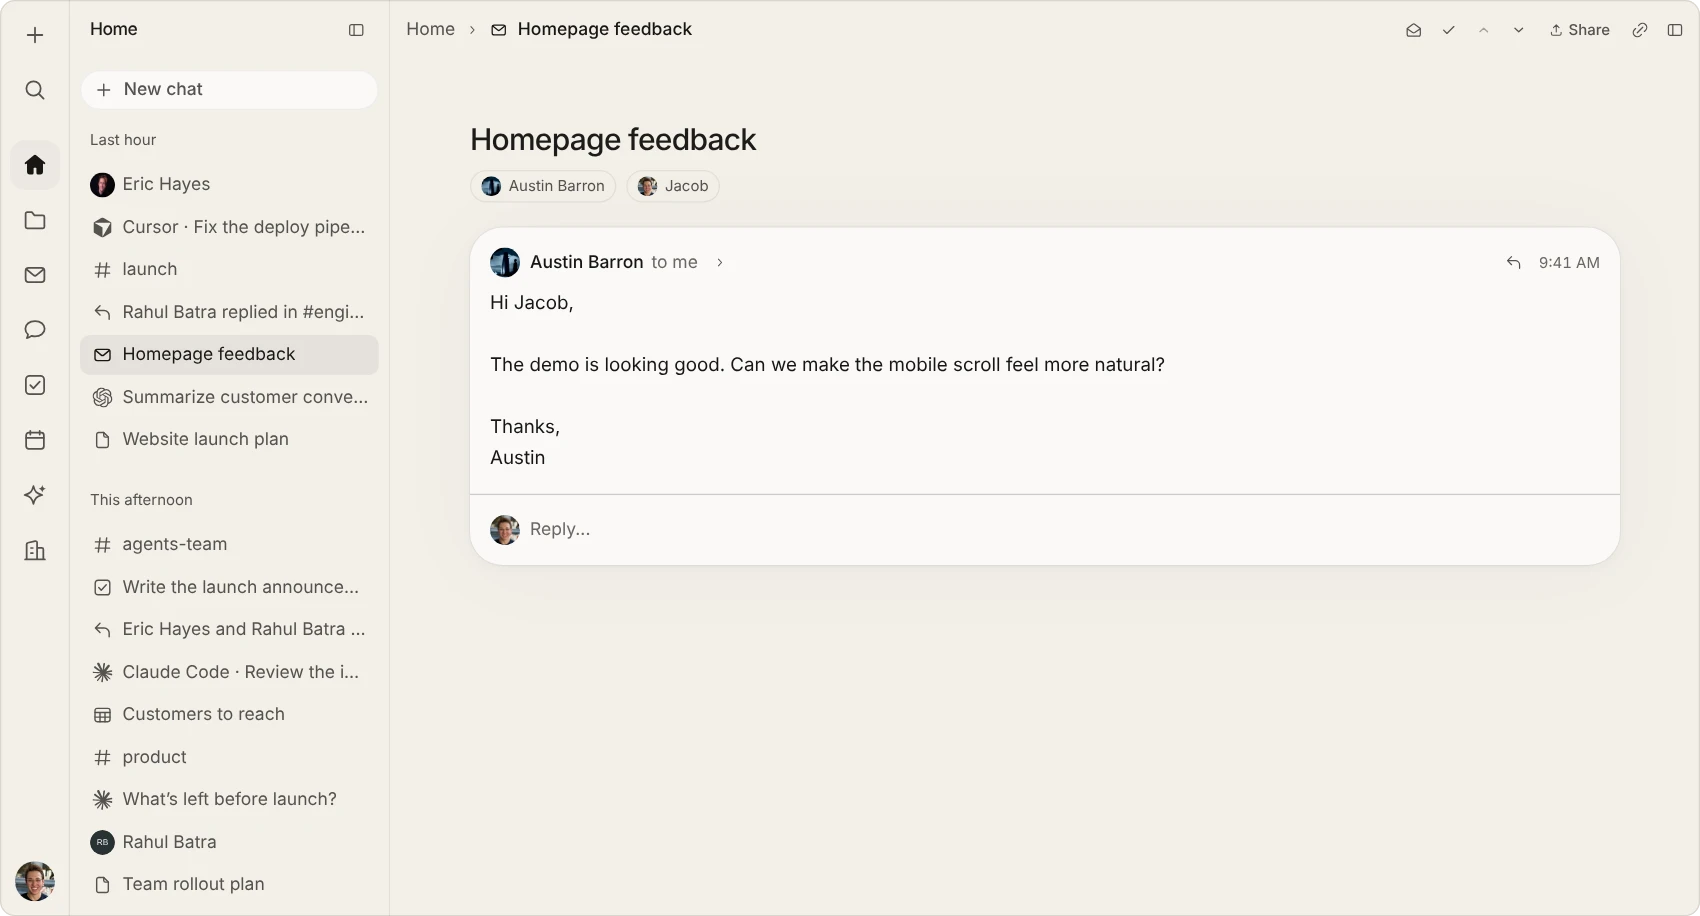 Home
New chat
Last hour
Eric Hayes
Cursor · Fix the deploy pipe...
launch
Rahul Batra replied in #engi...
Homepage feedback
Summarize customer conve...
Website launch plan
This afternoon
agents-team
Write the launch announce...
Eric Hayes and Rahul Batra ...
Claude Code · Review the i...
Customers to reach
product
What’s left before launch?
RB Rahul Batra
Team rollout plan
Home › Homepage feedback
Share
Homepage feedback
Austin Barron Jacob
Austin Barron to me ›
9:41 AM
Hi Jacob,
The demo is looking good. Can we make the mobile scroll feel more natural?
Thanks,
Austin
Reply...